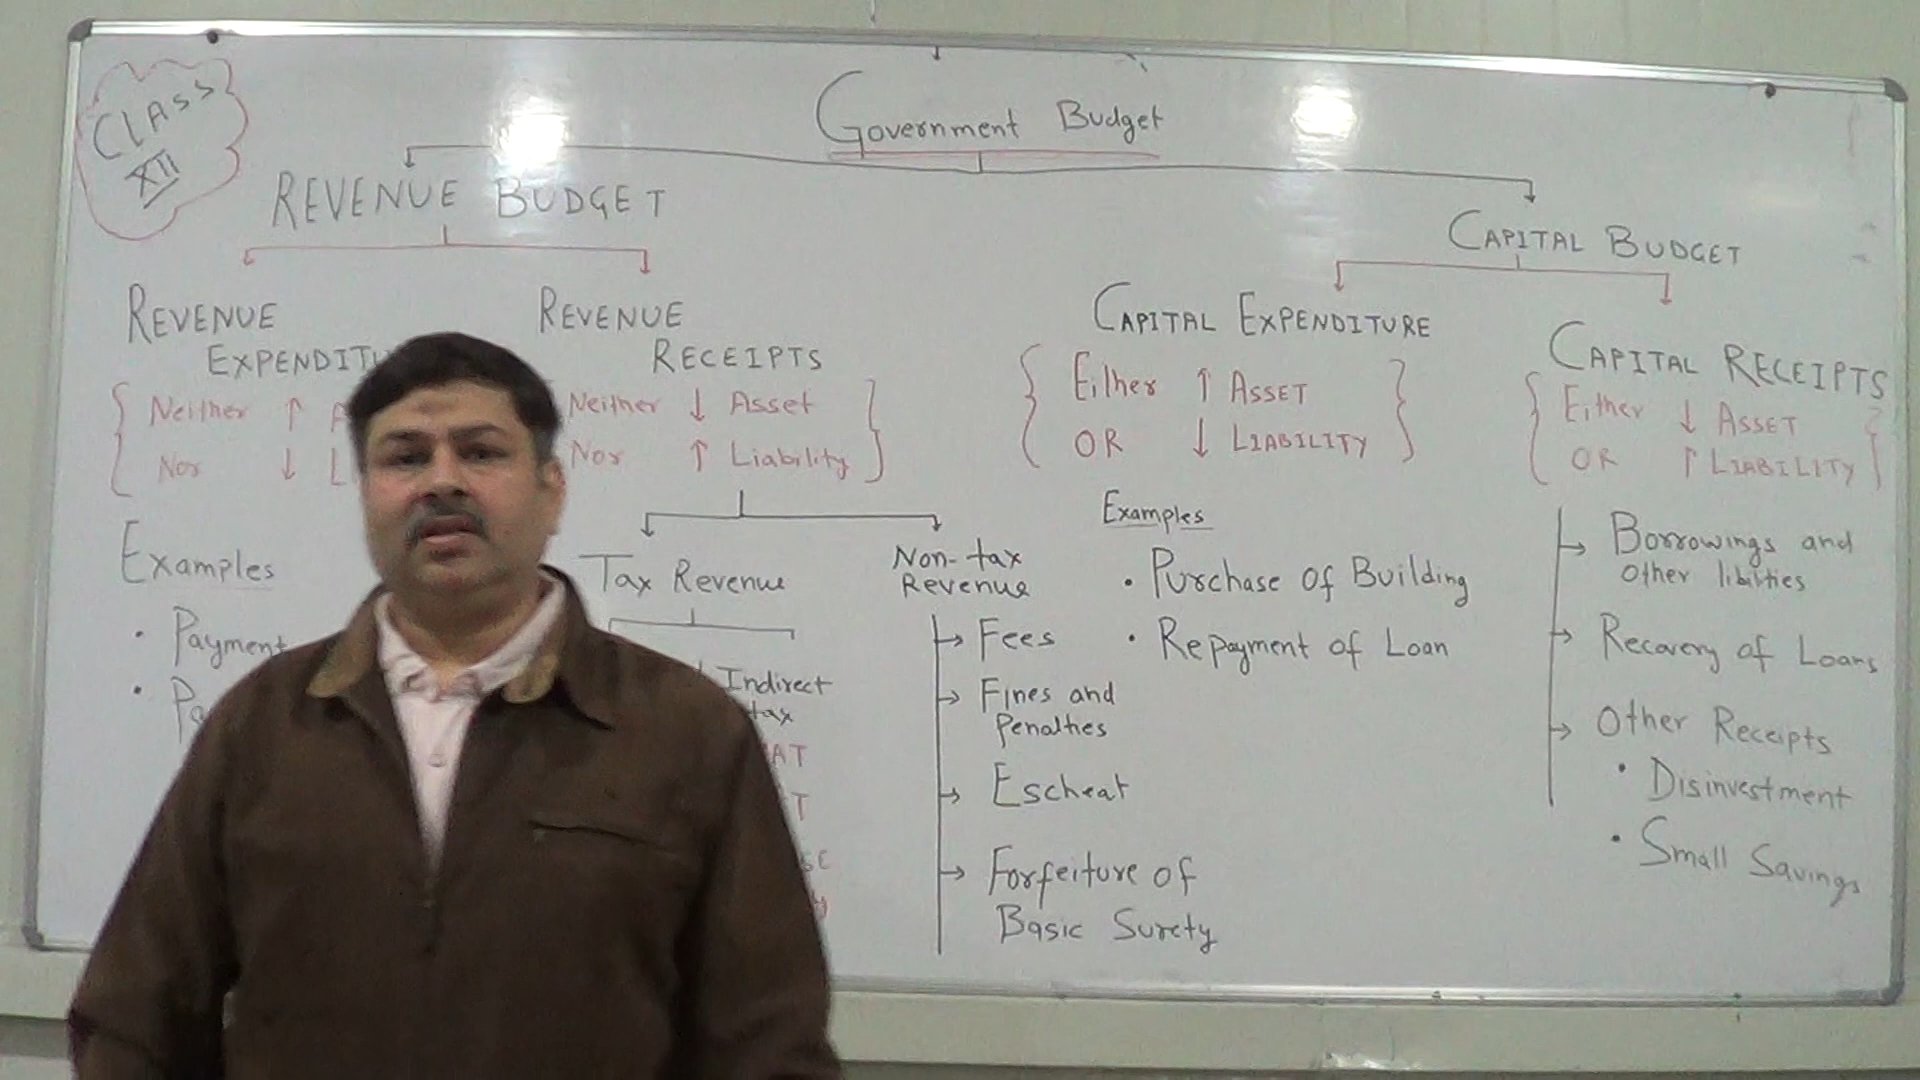 CLASS
XII
Government Budget
REVENUE BUDGET
CAPITAL BUDGET
REVENUE
REVENUE
RECEIPTS
Neither ↑
Nor ↓
Neither ↓ Asset
Nor ↑ Liability
CAPITAL EXPENDITURE
Either ↑ ASSET
OR ↓ LIABILITY
CAPITAL RECEIPTS
Either ↓ ASSET
OR ↑ LIABILITY
Examples
• Payment
Tax Revenue
Indirect
tax
Non-tax
Revenue
→ Fees
→ Fines and
Penalties
→ Escheat
→ Forfeiture of
Basic Surety
Examples
• Purchase of Building
• Repayment of Loan
→ Borrowings and
other libilties
→ Recovery of Loans
→ Other Receipts
• Disinvestment
• Small Savings